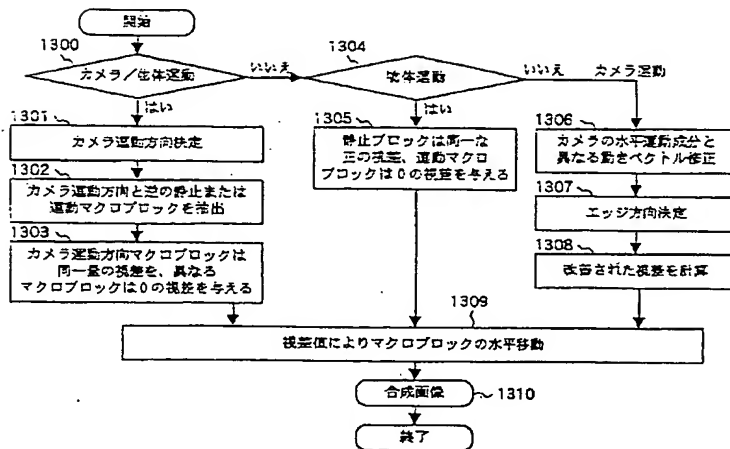 開始
1300
カメラ/物体運動
いいえ
はい
1304
物体運動
いいえ
カメラ運動
はい
1301
カメラ運動方向決定
1302
カメラ運動方向と逆の静止または
運動マクロブロックを抽出
1303
カメラ運動方向マクロブロックは
同一量の視差を、異なる
マクロブロックは0の視差を与える
1305
静止ブロックは同一な
正の視差、運動マクロ
ブロックは0の視差を与える
1306
カメラの水平運動成分と
異なる動きベクトル修正
1307
エッジ方向決定
1308
改善された視差を計算
1309
視差値によりマクロブロックの水平移動
合成画像
1310
終了